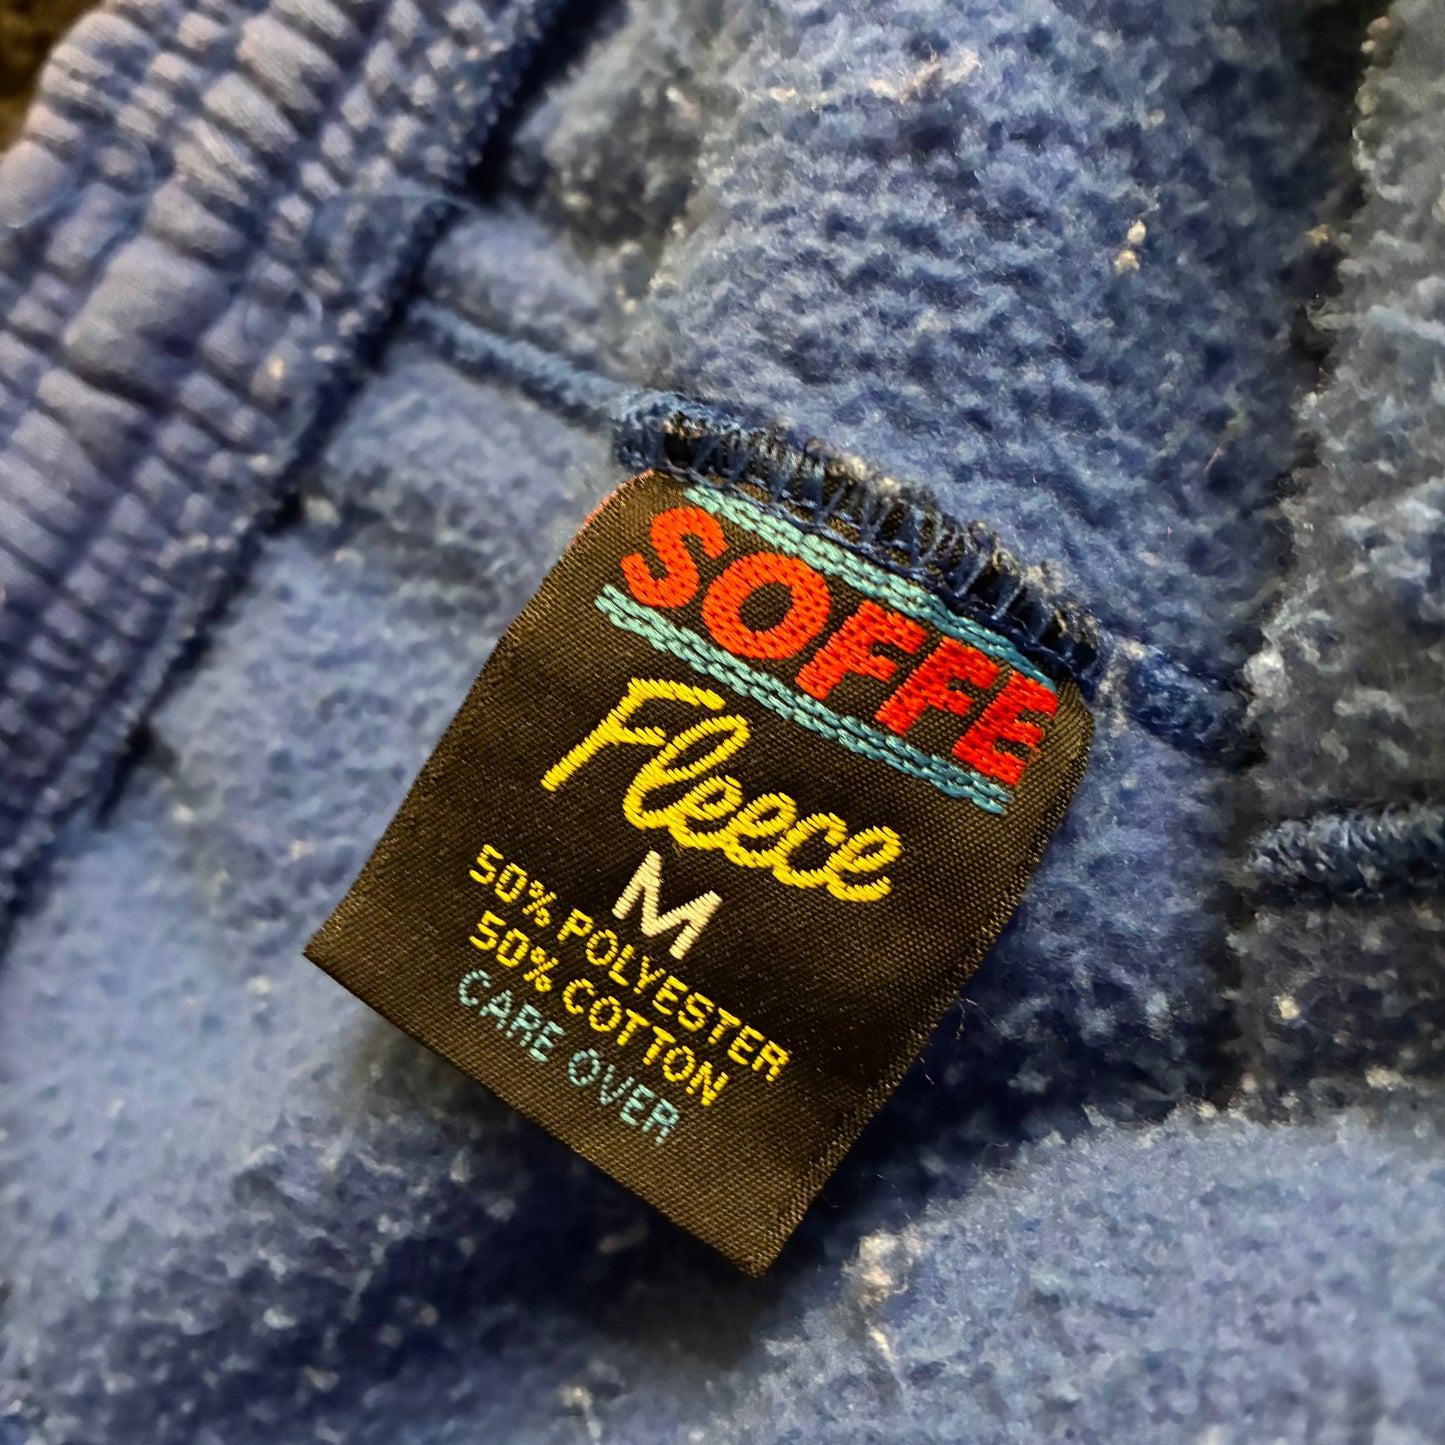 SOFFE
Fleece
M
50% POLYESTER
50% COTTON
CARE OVER